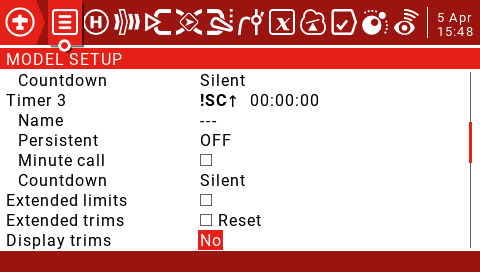 5 Apr
15:48
MODEL SETUP
Countdown Silent
Timer 3 !SC↑ 00:00:00
Name ---
Persistent OFF
Minute call
Countdown Silent
Extended limits
Extended trims Reset
Display trims No